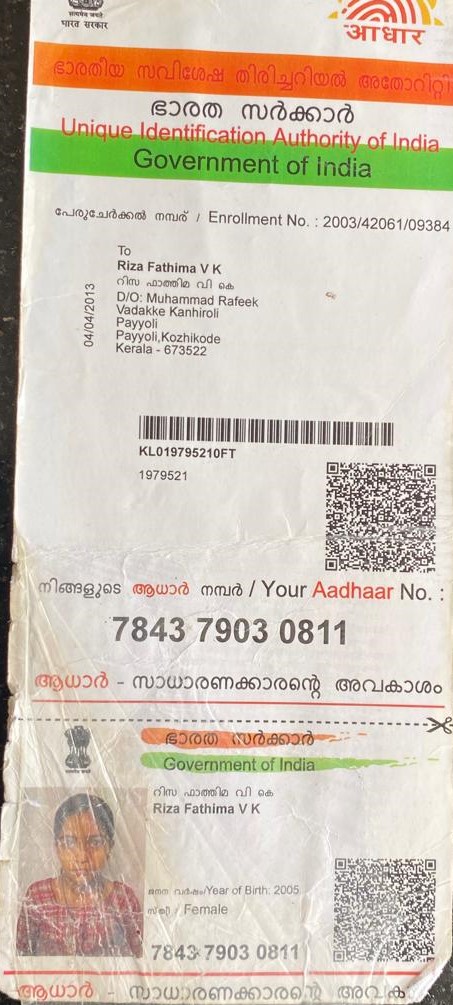 सत्यमेव जयते
भारत सरकार
आधार
ഭാരതീയ സവിശേഷ തിരിച്ചറിയൽ അതോറിറ്റി
ഭാരത സർക്കാർ
Unique Identification Authority of India
Government of India
പേരുചേർക്കൽ നമ്പര് / Enrollment No. : 2003/42061/09384
04/04/2013
To
Riza Fathima V K
റിസ ഫാത്തിമ വി കെ
D/O: Muhammad Rafeek
Vadakke Kanhiroli
Payyoli
Payyoli,Kozhikode
Kerala - 673522
KL019795210FT
1979521
നിങ്ങളുടെ ആധാർ നമ്പർ / Your Aadhaar No. :
7843 7903 0811
ആധാർ - സാധാരണക്കാരന്റെ അവകാശം
ഭാരത സർക്കാർ
Government of India
റിസ ഫാത്തിമ വി കെ
Riza Fathima V K
ജനന വർഷം/Year of Birth: 2005
സ്ത്രീ / Female
7843 7903 0811
ആധാർ - സാധാരണക്കാരന്റെ